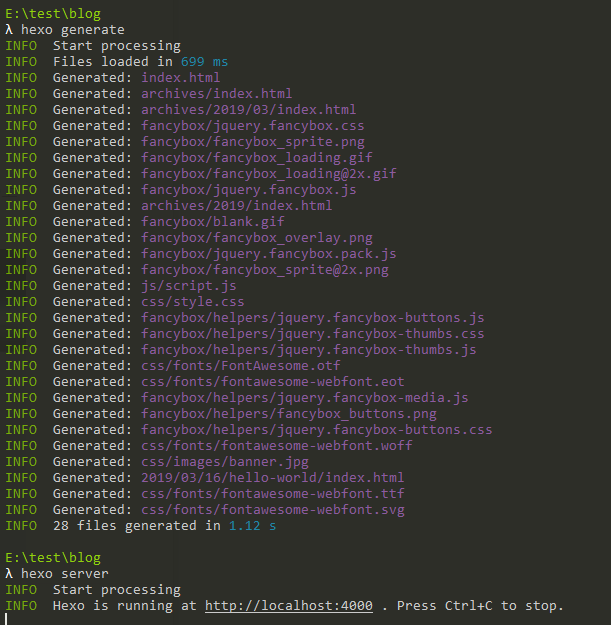 E:\test\blog
λ hexo generate
INFO  Start processing
INFO  Files loaded in 699 ms
INFO  Generated: index.html
INFO  Generated: archives/index.html
INFO  Generated: archives/2019/03/index.html
INFO  Generated: fancybox/jquery.fancybox.css
INFO  Generated: fancybox/fancybox_sprite.png
INFO  Generated: fancybox/fancybox_loading.gif
INFO  Generated: fancybox/fancybox_loading@2x.gif
INFO  Generated: fancybox/jquery.fancybox.js
INFO  Generated: archives/2019/index.html
INFO  Generated: fancybox/blank.gif
INFO  Generated: fancybox/fancybox_overlay.png
INFO  Generated: fancybox/jquery.fancybox.pack.js
INFO  Generated: fancybox/fancybox_sprite@2x.png
INFO  Generated: js/script.js
INFO  Generated: css/style.css
INFO  Generated: fancybox/helpers/jquery.fancybox-buttons.js
INFO  Generated: fancybox/helpers/jquery.fancybox-thumbs.css
INFO  Generated: fancybox/helpers/jquery.fancybox-thumbs.js
INFO  Generated: css/fonts/FontAwesome.otf
INFO  Generated: css/fonts/fontawesome-webfont.eot
INFO  Generated: fancybox/helpers/jquery.fancybox-media.js
INFO  Generated: fancybox/helpers/fancybox_buttons.png
INFO  Generated: fancybox/helpers/jquery.fancybox-buttons.css
INFO  Generated: css/fonts/fontawesome-webfont.woff
INFO  Generated: css/images/banner.jpg
INFO  Generated: 2019/03/16/hello-world/index.html
INFO  Generated: css/fonts/fontawesome-webfont.ttf
INFO  Generated: css/fonts/fontawesome-webfont.svg
INFO  28 files generated in 1.12 s
E:\test\blog
λ hexo server
INFO  Start processing
INFO  Hexo is running at http://localhost:4000 . Press Ctrl+C to stop.